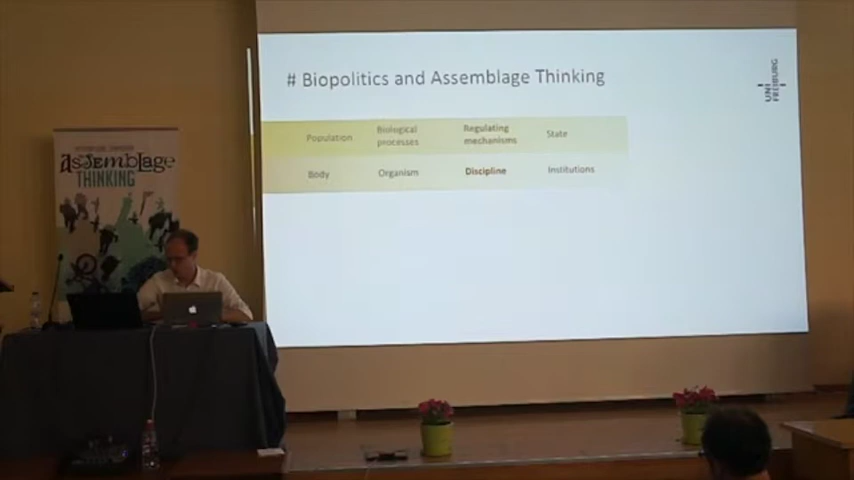 # Biopolitics and Assemblage Thinking
UNI
FREIBURG
Population
Biological
processes
Regulating
mechanisms
State
Body
Organism
Discipline
Institutions
Assemblage
THINKING